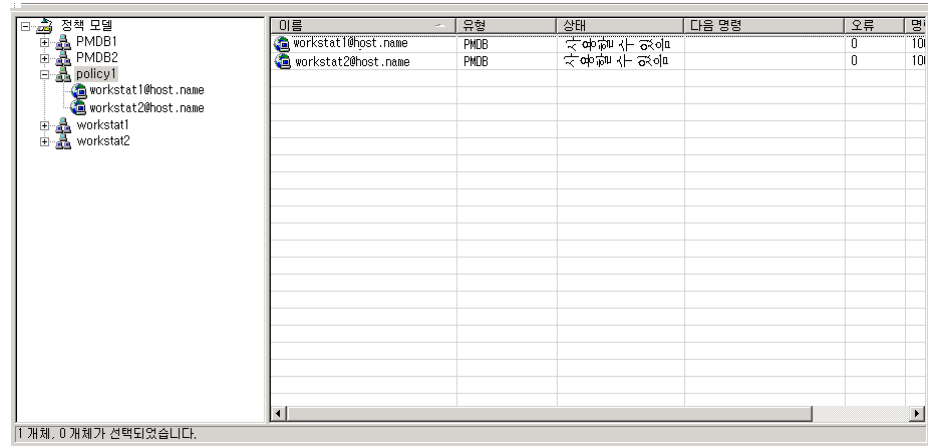 정책 모델
PMDB1
PMDB2
policy1
workstat1@host.name
workstat2@host.name
workstat1
workstat2
이름 유형 상태 다음 명령 오류
workstat1@host.name PMDB 0
workstat2@host.name PMDB 0
1 개체, 0 개체가 선택되었습니다.